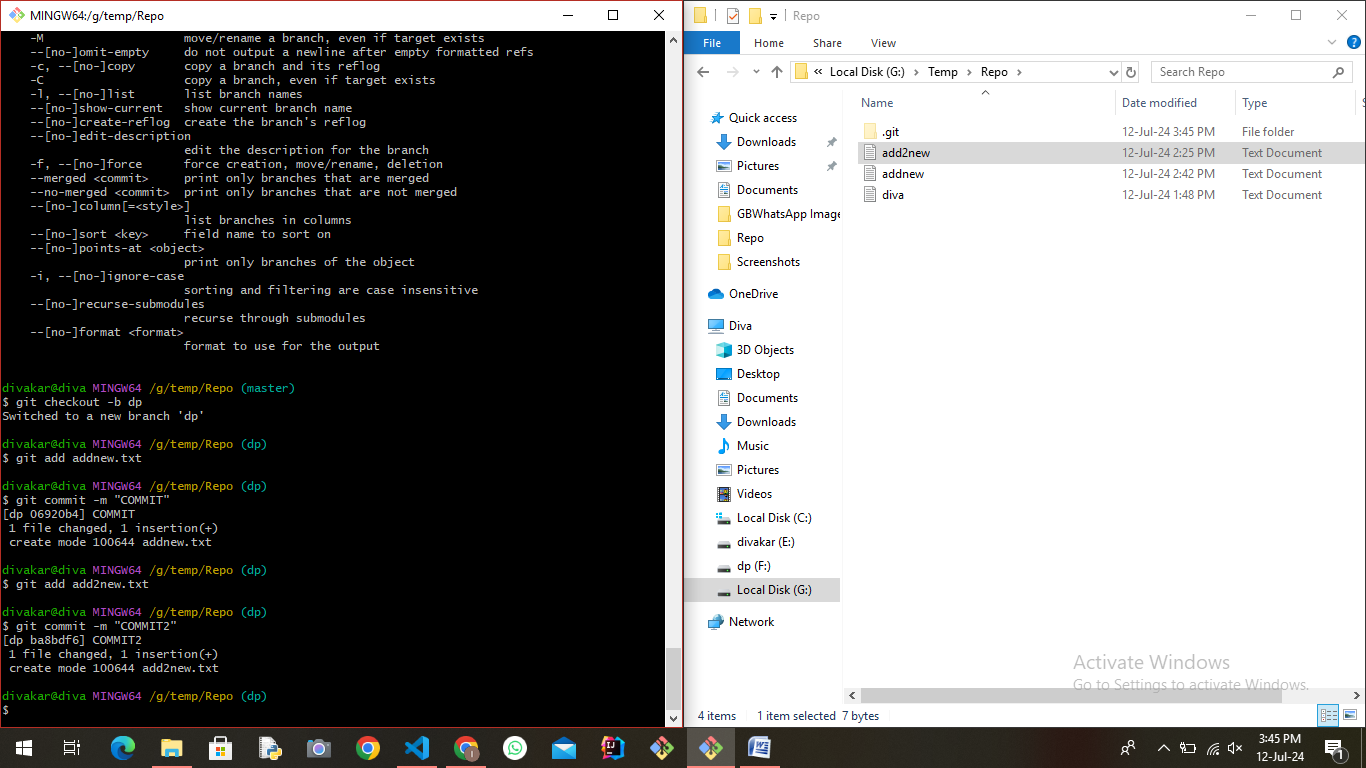 MINGW64:/g/temp/Repo
-M move/rename a branch, even if target exists
--[no-]omit-empty do not output a newline after empty formatted refs
-c, --[no-]copy copy a branch and its reflog
-C copy a branch, even if target exists
-l, --[no-]list list branch names
--[no-]show-current show current branch name
--[no-]create-reflog create the branch's reflog
--[no-]edit-description
edit the description for the branch
-f, --[no-]force force creation, move/rename, deletion
--merged <commit> print only branches that are merged
--no-merged <commit> print only branches that are not merged
--[no-]column[=<style>]
list branches in columns
--[no-]sort <key> field name to sort on
--[no-]points-at <object>
print only branches of the object
-i, --[no-]ignore-case
sorting and filtering are case insensitive
--[no-]recurse-submodules
recurse through submodules
--[no-]format <format>
format to use for the output
divakar@diva MINGW64 /g/temp/Repo (master)
$ git checkout -b dp
Switched to a new branch 'dp'
divakar@diva MINGW64 /g/temp/Repo (dp)
$ git add addnew.txt
divakar@diva MINGW64 /g/temp/Repo (dp)
$ git commit -m "COMMIT"
[dp 06920b4] COMMIT
1 file changed, 1 insertion(+)
create mode 100644 addnew.txt
divakar@diva MINGW64 /g/temp/Repo (dp)
$ git add add2new.txt
divakar@diva MINGW64 /g/temp/Repo (dp)
$ git commit -m "COMMIT2"
[dp ba8bdf6] COMMIT2
1 file changed, 1 insertion(+)
create mode 100644 add2new.txt
divakar@diva MINGW64 /g/temp/Repo (dp)
$
Repo
File Home Share View
« Local Disk (G:) > Temp > Repo >
Search Repo
Name Date modified Type S
.git 12-Jul-24 3:45 PM File folder
add2new 12-Jul-24 2:25 PM Text Document
addnew 12-Jul-24 2:42 PM Text Document
diva 12-Jul-24 1:48 PM Text Document
Quick access
Downloads
Pictures
Documents
GBWhatsApp Image
Repo
Screenshots
OneDrive
Diva
3D Objects
Desktop
Documents
Downloads
Music
Pictures
Videos
Local Disk (C:)
divakar (E:)
dp (F:)
Local Disk (G:)
Network
Activate Windows
Go to Settings to activate Windows.
4 items 1 item selected 7 bytes
3:45 PM
12-Jul-24
1